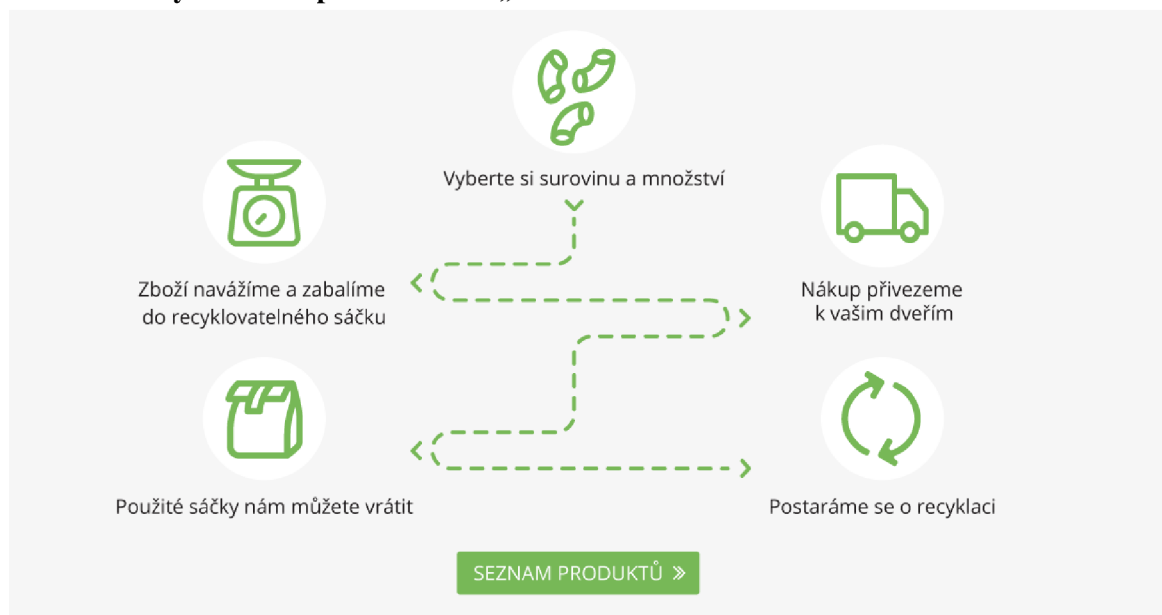 Vyberte si surovinu a množství
Zboží navážíme a zabalíme
do recyklovatelného sáčku
Nákup přivezeme
k vašim dveřím
Použité sáčky nám můžete vrátit
Postaráme se o recyklaci
SEZNAM PRODUKTŮ »